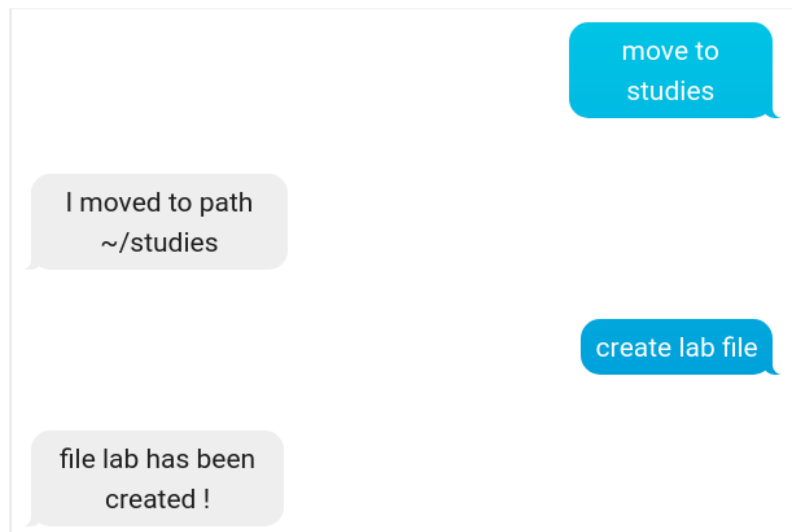 move to
studies
I moved to path
~/studies
create lab file
file lab has been
created !